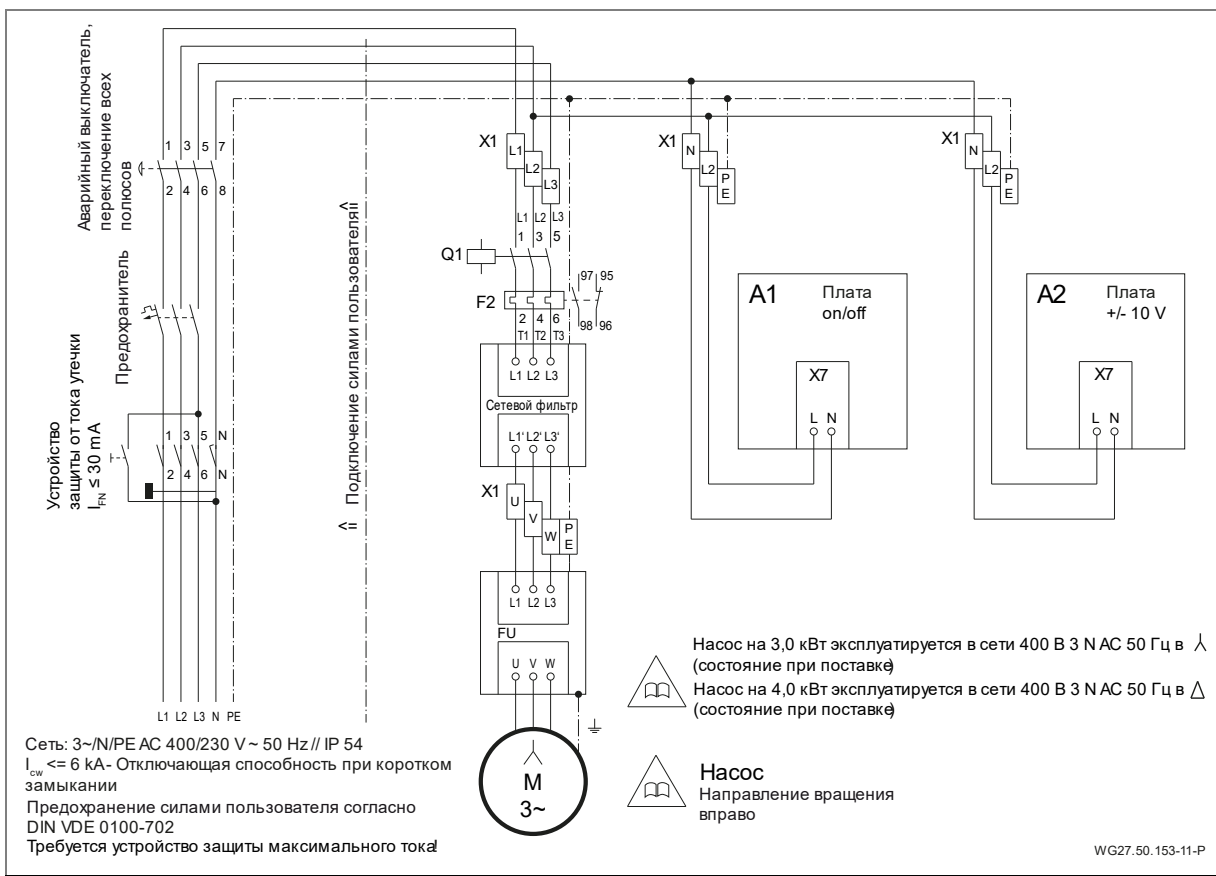 Аварийный выключатель,
переключение всех
полюсов
1 3 5 7
2 4 6 8
Предохранитель
Устройство
защиты от тока утечки
I_FN ≤ 30 mA
1 3 5 N
2 4 6 N
L1 L2 L3 N PE
<= Подключение силами пользователя <=
X1
L1
L2
L3
L1 L2 L3
1 3 5
Q1
F2
97 95
98 96
2 4 6
T1 T2 T3
L1 L2 L3
Сетевой фильтр
L1' L2' L3'
X1
U
V
W
PE
L1 L2 L3
FU
U V W
M
3~
X1
N
L2
PE
A1
Плата
on/off
X7
L N
X1
N
L2
PE
A2
Плата
+/- 10 V
X7
L N
Насос на 3,0 кВт эксплуатируется в сети 400 В 3 N AC 50 Гц в
(состояние при поставке)
Насос на 4,0 кВт эксплуатируется в сети 400 В 3 N AC 50 Гц в △
(состояние при поставке)
Насос
Направление вращения
вправо
Сеть: 3~/N/PE AC 400/230 V ~ 50 Hz // IP 54
I_cw <= 6 kA - Отключающая способность при коротком
замыкании
Предохранение силами пользователя согласно
DIN VDE 0100-702
Требуется устройство защиты максимального тока!
WG27.50.153-11-P